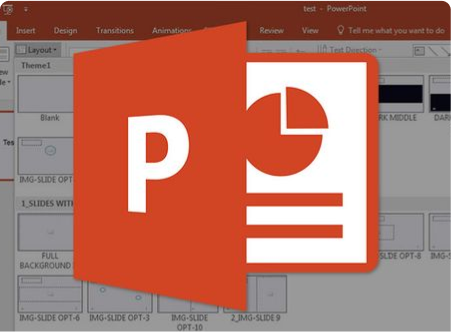 test - PowerPoint
Insert Design Transitions Animations Review View Tell me what you want to do
Layout Text Direction
Theme1
Blank RK MIDDLE DAR
Tes
IMG-SLIDE OPT
1_SLIDES WITH
FULL
BACKGROUND
SLIDE OPT-8 IMG-S
IMG-SLIDE OPT-6 IMG-SLIDE OPT-3 IMG-SLIDE 2_IMG-SLIDE 9
OPT-10
P